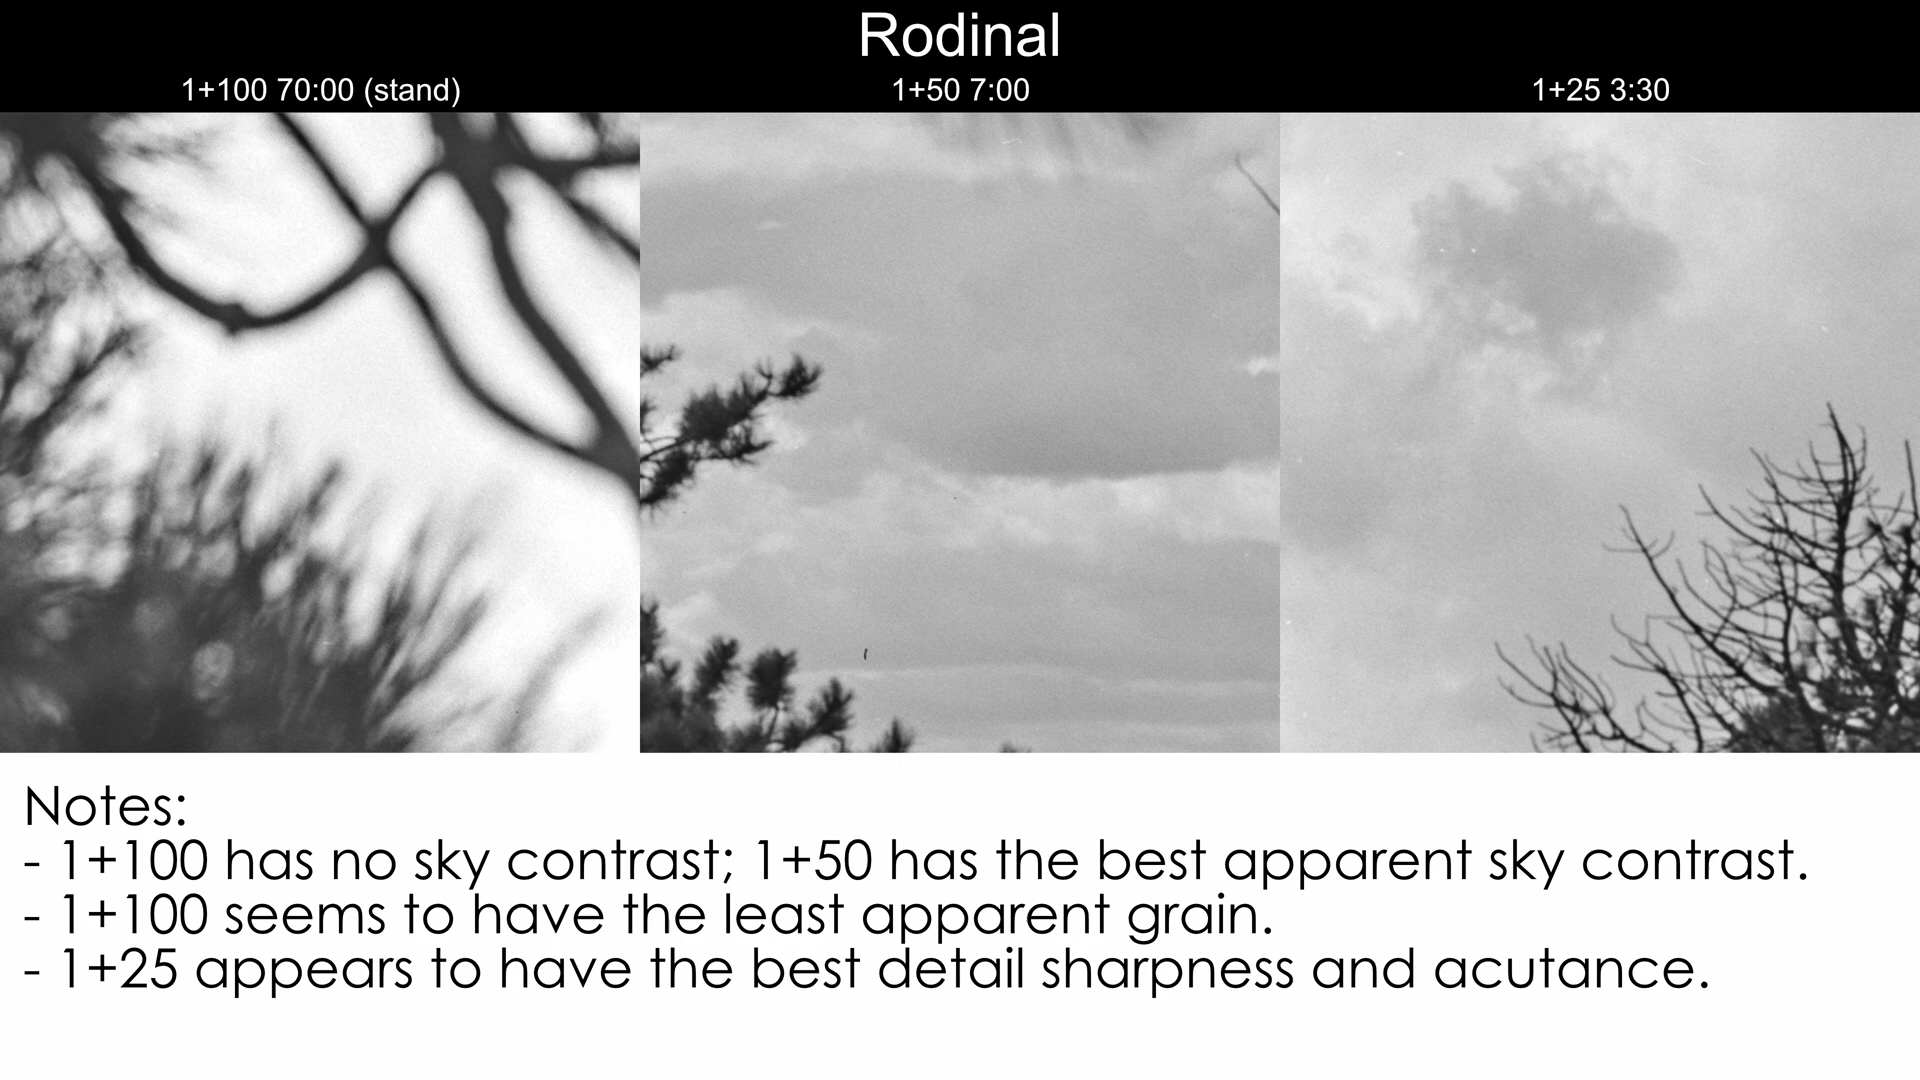 Rodinal
1+100 70:00 (stand)
1+50 7:00
1+25 3:30
Notes:
- 1+100 has no sky contrast; 1+50 has the best apparent sky contrast.
- 1+100 seems to have the least apparent grain.
- 1+25 appears to have the best detail sharpness and acutance.